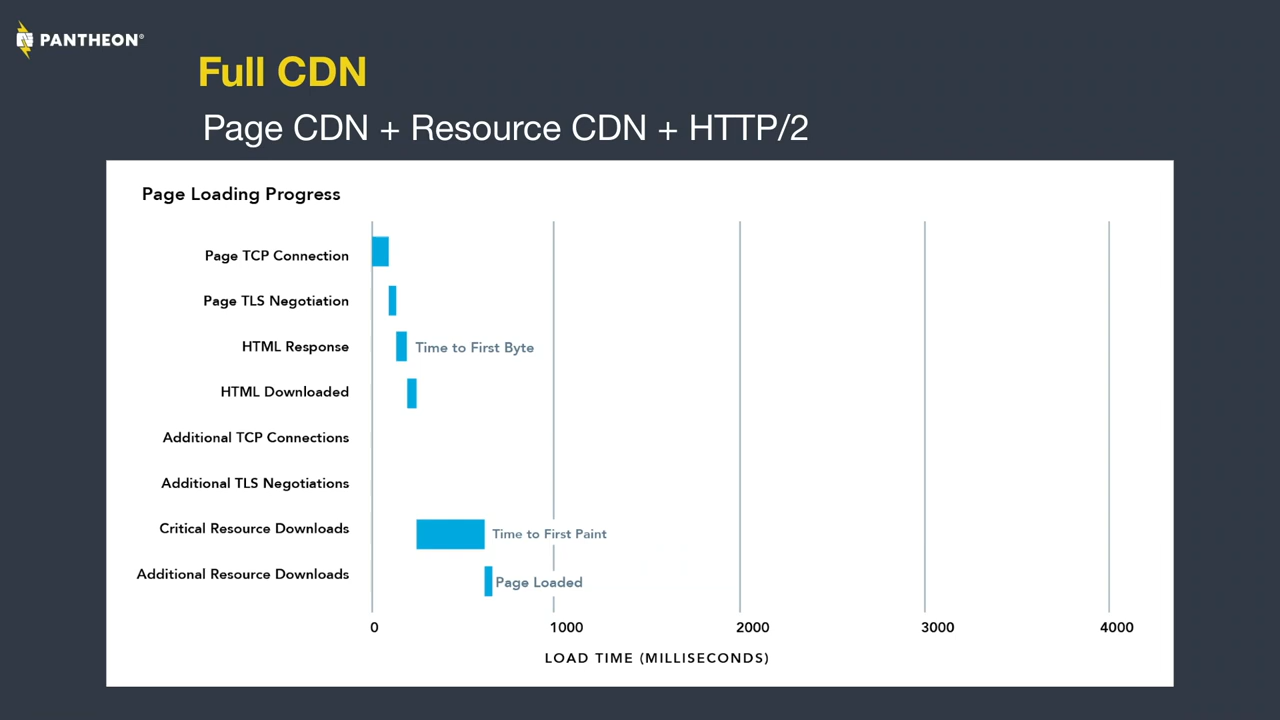 PANTHEON®
Full CDN
Page CDN + Resource CDN + HTTP/2
Page Loading Progress
Page TCP Connection
Page TLS Negotiation
HTML Response
Time to First Byte
HTML Downloaded
Additional TCP Connections
Additional TLS Negotiations
Critical Resource Downloads
Time to First Paint
Additional Resource Downloads
Page Loaded
0 1000 2000 3000 4000
LOAD TIME (MILLISECONDS)